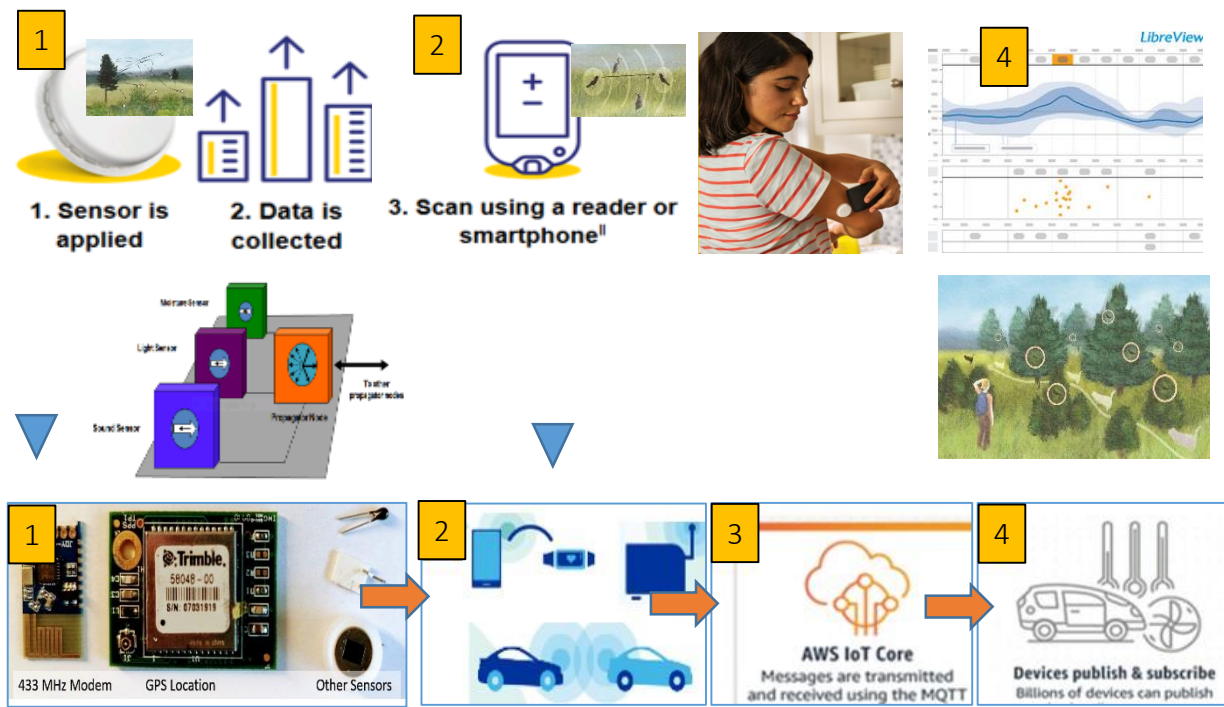 1
2
4
LibreView
1. Sensor is
applied
2. Data is
collected
3. Scan using a reader or
smartphone||
Moisture Sensor
Light Sensor
Sound Sensor
Propagator Node
To other
propagator nodes
1
Trimble
58048-00
S/N: 07031919
433 MHz Modem
GPS Location
Other Sensors
2
3
AWS IoT Core
Messages are transmitted
and received using the MQTT
4
Devices publish & subscribe
Billions of devices can publish